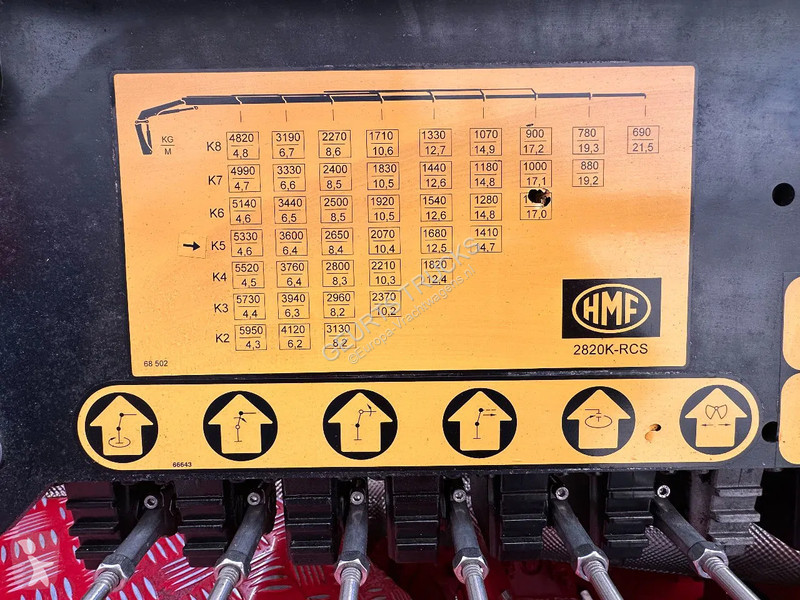 KG
M
K8 4820 3190 2270 1710 1330 1070 900 780 690
4,8 6,7 8,6 10,6 12,7 14,9 17,2 19,3 21,5
K7 4990 3330 2400 1830 1440 1180 1000 880
4,7 6,6 8,5 10,5 12,6 14,8 17,1 19,2
K6 5140 3440 2500 1920 1540 1280
4,6 6,5 8,5 10,5 12,6 14,8 17,0
K5 5330 3600 2650 2070 1680 1410
4,6 6,4 8,4 10,4 12,5 14,7
K4 5520 3760 2800 2210 1820
4,5 6,4 8,3 10,3 12,4
K3 5730 3940 2960 2370
4,4 6,3 8,2 10,2
K2 5950 4120 3130
4,3 6,2 8,2
HMF
68 502
2820K-RCS
GEURTS TRUCKS
T
66643